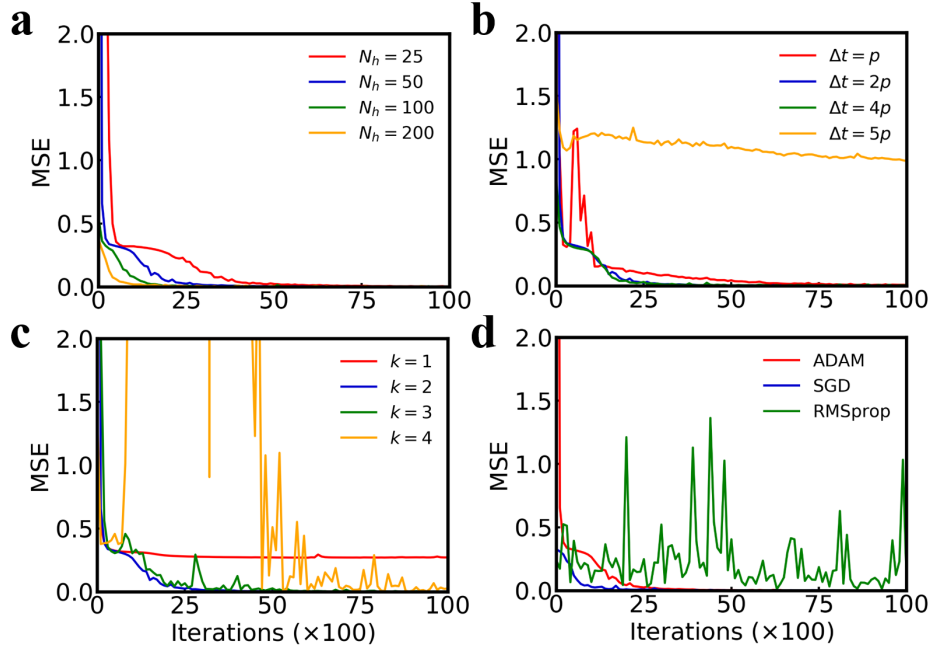 a
MSE
2.0
1.5
1.0
0.5
0.0
0 25 50 75 100
N_h = 25
N_h = 50
N_h = 100
N_h = 200
b
MSE
2.0
1.5
1.0
0.5
0.0
0 25 50 75 100
Δt = p
Δt = 2p
Δt = 4p
Δt = 5p
c
MSE
2.0
1.5
1.0
0.5
0.0
0 25 50 75 100
Iterations (×100)
k = 1
k = 2
k = 3
k = 4
d
MSE
2.0
1.5
1.0
0.5
0.0
0 25 50 75 100
Iterations (×100)
ADAM
SGD
RMSprop